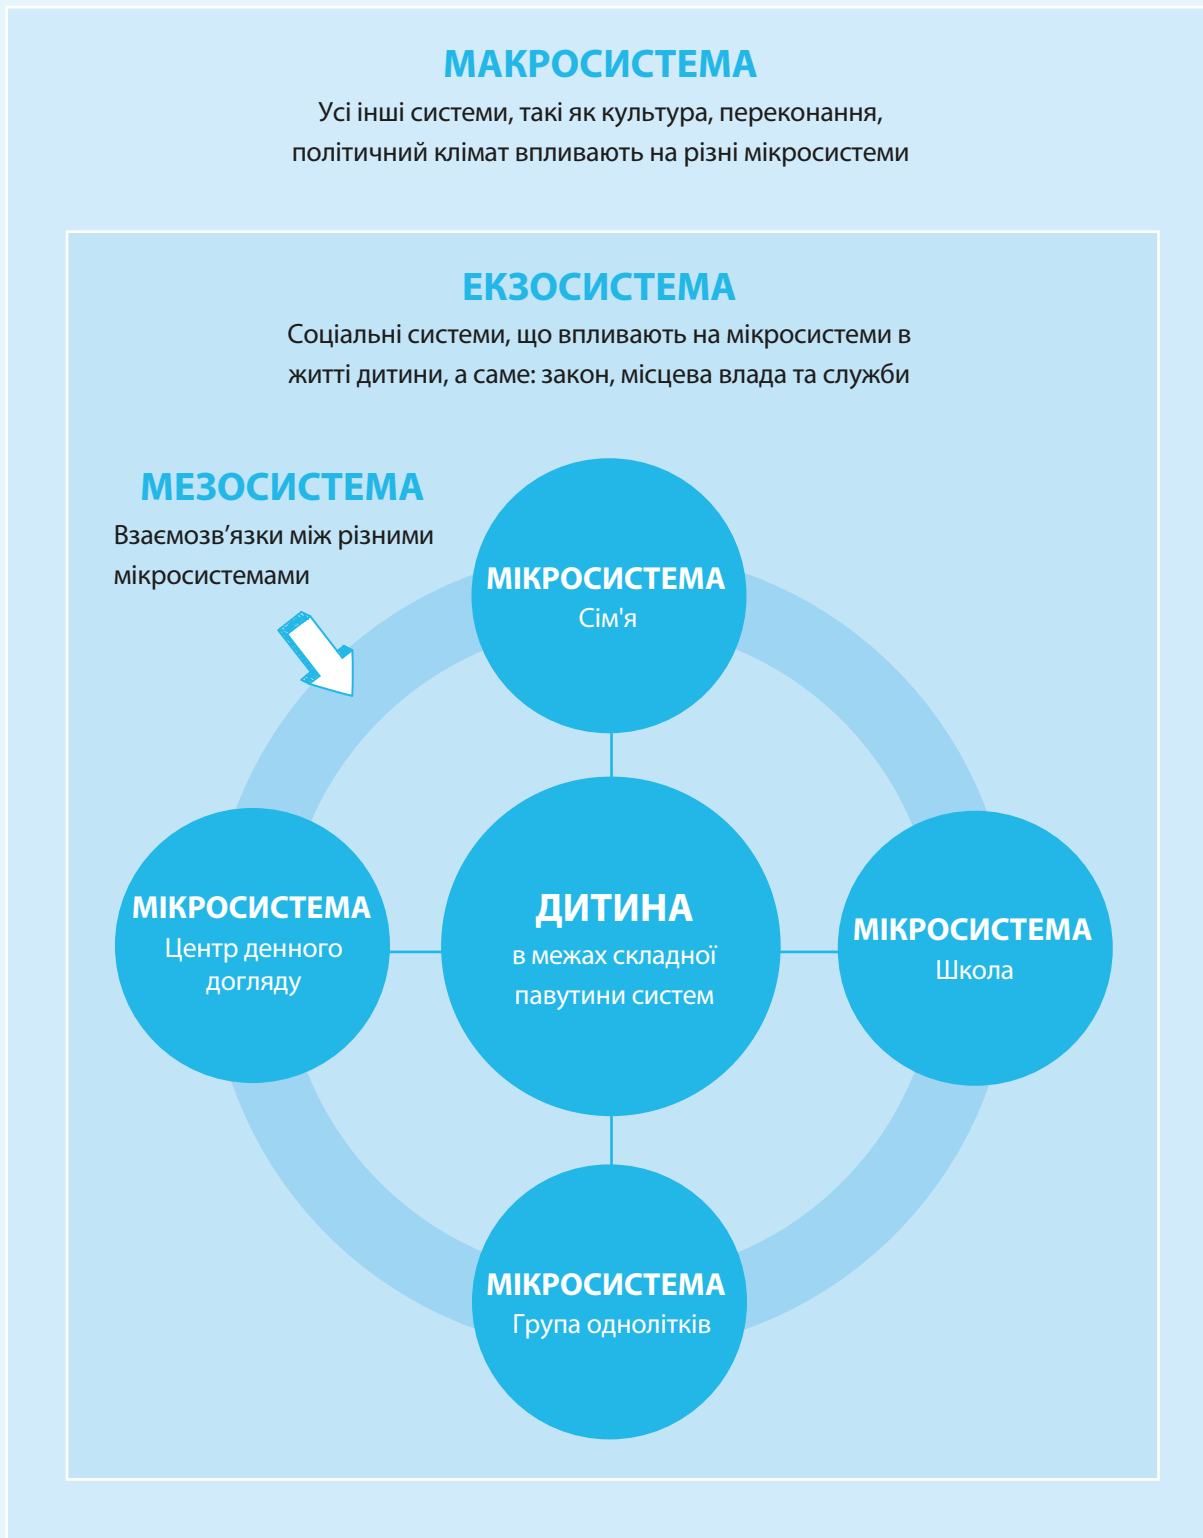 МАКРОСИСТЕМА
Усі інші системи, такі як культура, переконання,
політичний клімат впливають на різні мікросистеми
ЕКЗОСИСТЕМА
Соціальні системи, що впливають на мікросистеми в
житті дитини, а саме: закон, місцева влада та служби
МЕЗОСИСТЕМА
Взаємозв’язки між різними
мікросистемами
МІКРОСИСТЕМА
Сім'я
МІКРОСИСТЕМА
Центр денного
догляду
ДИТИНА
в межах складної
павутини систем
МІКРОСИСТЕМА
Школа
МІКРОСИСТЕМА
Група однолітків